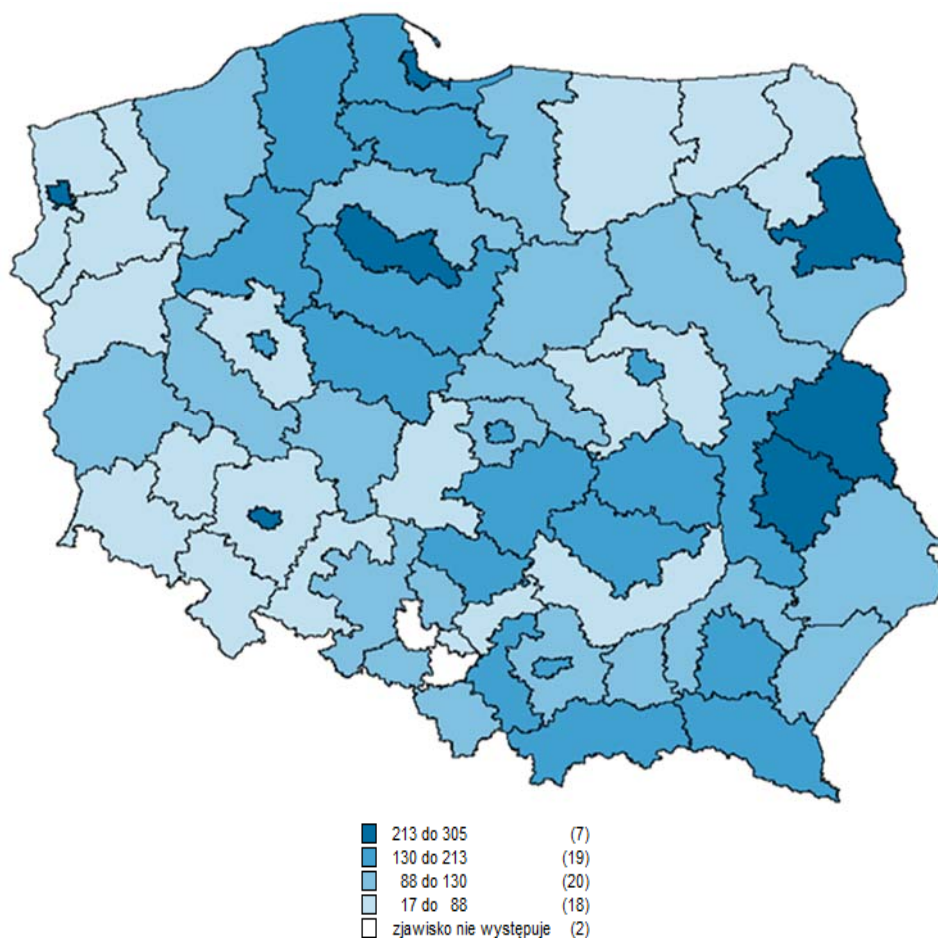 213 do 305 (7)
130 do 213 (19)
88 do 130 (20)
17 do 88 (18)
zjawisko nie występuje (2)